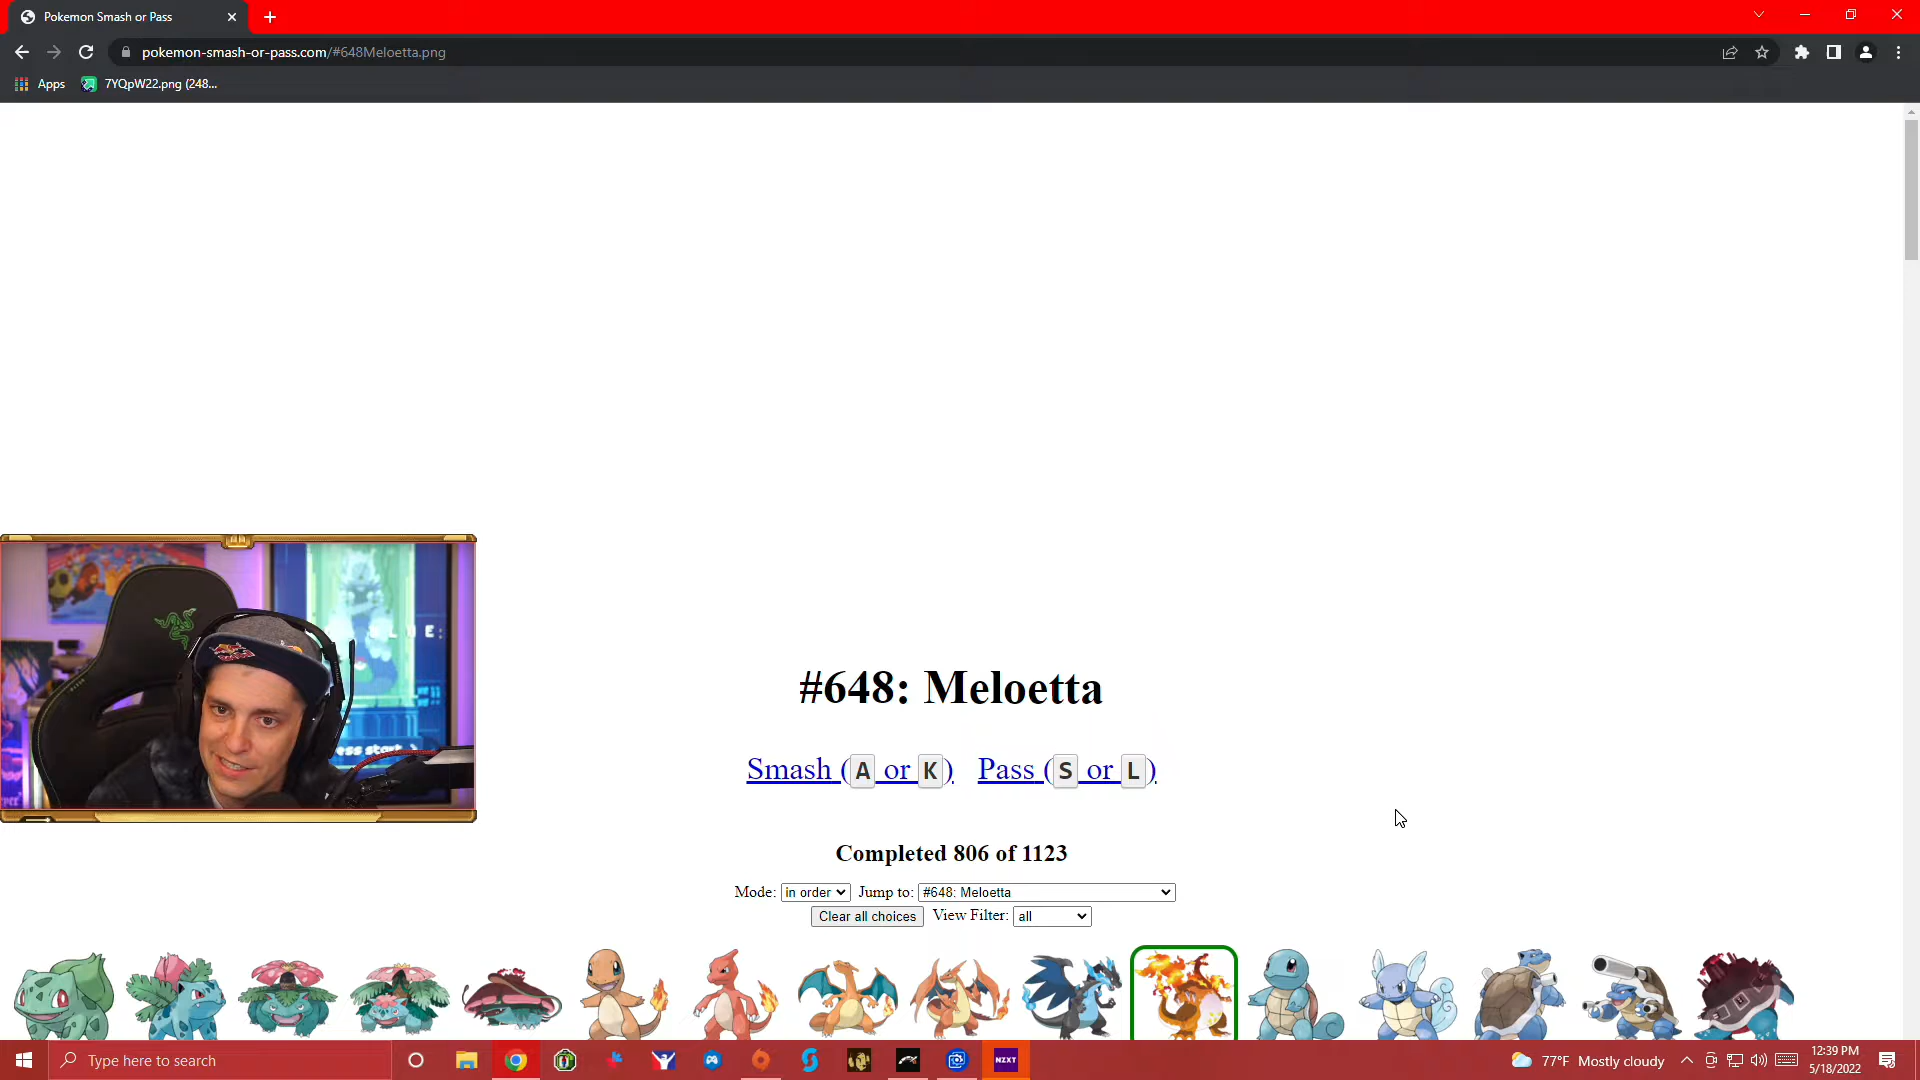 Pokemon Smash or Pass
pokemon-smash-or-pass.com/#648Meloetta.png
Apps
7YQpW22.png (248...
#648: Meloetta
Smash (A or K) Pass (S or L)
Completed 806 of 1123
Mode: in order Jump to: #648: Meloetta
Clear all choices View Filter: all
Type here to search
NZXT
77°F Mostly cloudy
12:39 PM
5/18/2022